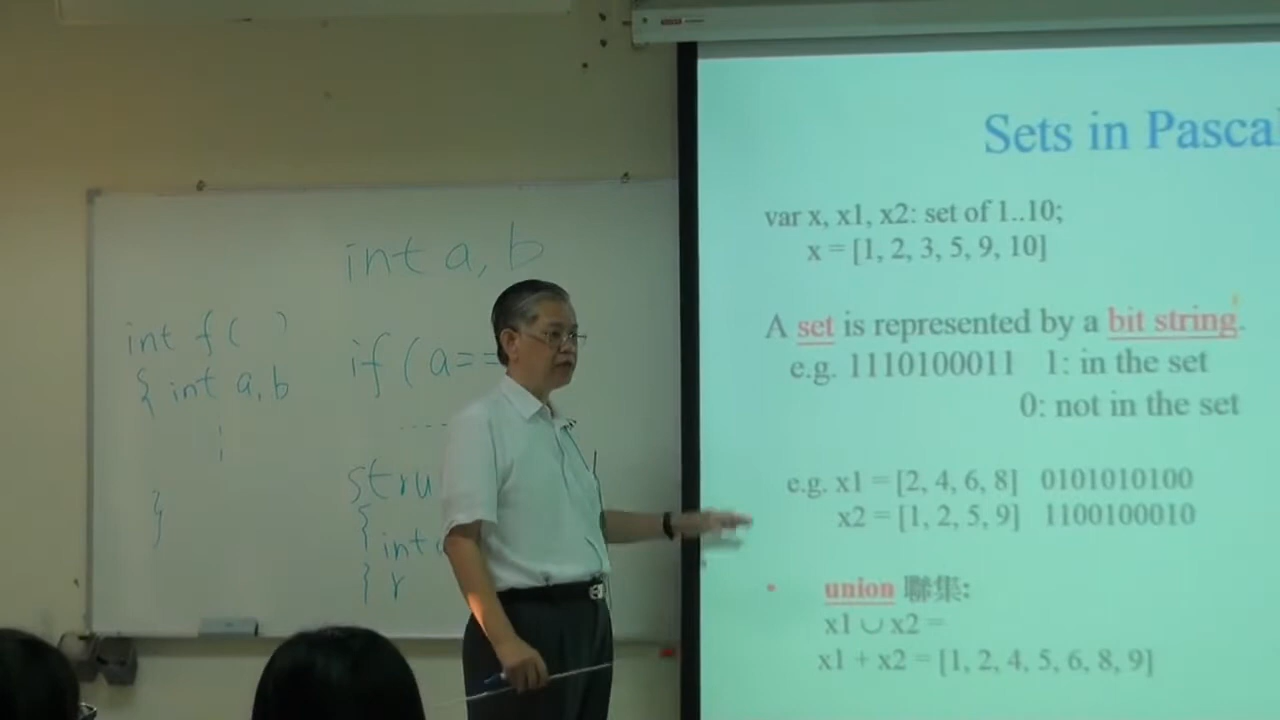 int a, b
int f( )
{ int a, b
}
if (a==
....
stru
{
int
} r
Sets in Pascal
var x, x1, x2: set of 1..10;
x = [1, 2, 3, 5, 9, 10]
A set is represented by a bit string.
e.g. 1110100011 1: in the set
0: not in the set
e.g. x1 = [2, 4, 6, 8] 0101010100
x2 = [1, 2, 5, 9] 1100100010
• union 聯集:
x1 ∪ x2 =
x1 + x2 = [1, 2, 4, 5, 6, 8, 9]